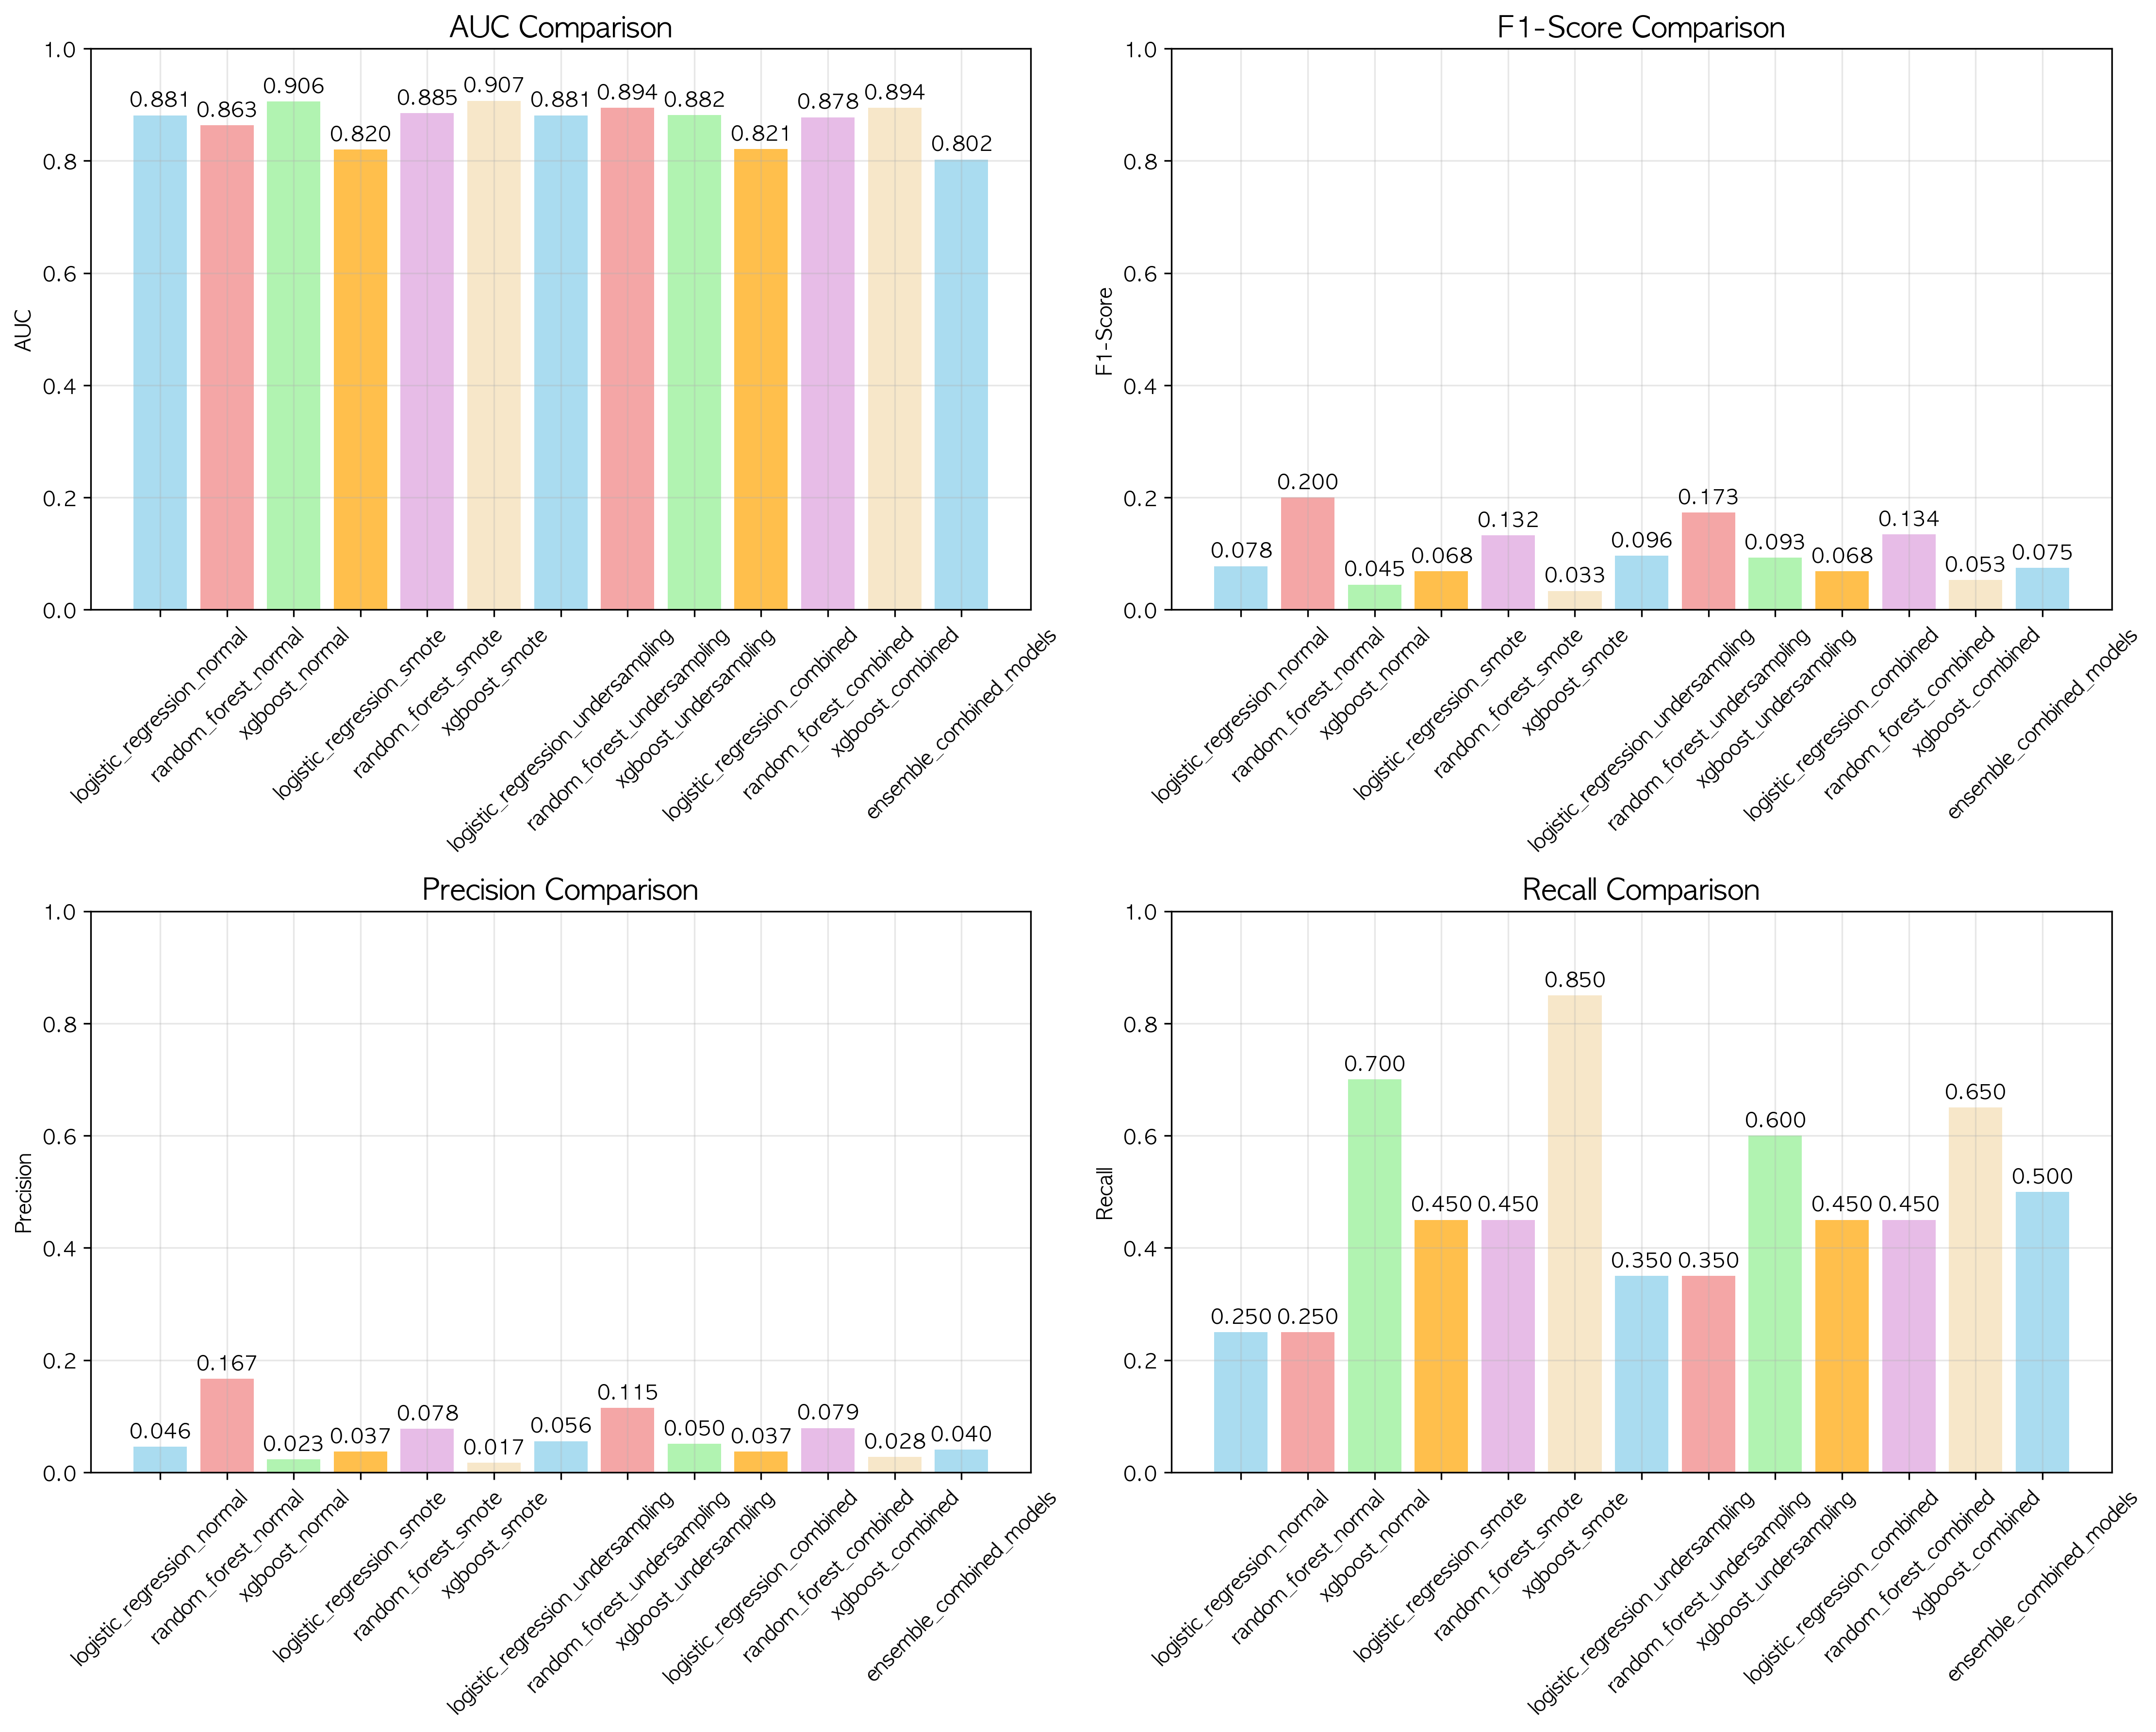 AUC Comparison
AUC
1.0
0.8
0.6
0.4
0.2
0.0
0.881
0.863
0.906
0.820
0.885
0.907
0.881
0.894
0.882
0.821
0.878
0.894
0.802
logistic_regression_normal
random_forest_normal
xgboost_normal
logistic_regression_smote
random_forest_smote
xgboost_smote
logistic_regression_undersampling
random_forest_undersampling
xgboost_undersampling
logistic_regression_combined
random_forest_combined
xgboost_combined
ensemble_combined_models
F1-Score Comparison
F1-Score
1.0
0.8
0.6
0.4
0.2
0.0
0.078
0.200
0.045
0.068
0.132
0.033
0.096
0.173
0.093
0.068
0.134
0.053
0.075
logistic_regression_normal
random_forest_normal
xgboost_normal
logistic_regression_smote
random_forest_smote
xgboost_smote
logistic_regression_undersampling
random_forest_undersampling
xgboost_undersampling
logistic_regression_combined
random_forest_combined
xgboost_combined
ensemble_combined_models
Precision Comparison
Precision
1.0
0.8
0.6
0.4
0.2
0.0
0.046
0.167
0.023
0.037
0.078
0.017
0.056
0.115
0.050
0.037
0.079
0.028
0.040
logistic_regression_normal
random_forest_normal
xgboost_normal
logistic_regression_smote
random_forest_smote
xgboost_smote
logistic_regression_undersampling
random_forest_undersampling
xgboost_undersampling
logistic_regression_combined
random_forest_combined
xgboost_combined
ensemble_combined_models
Recall Comparison
Recall
1.0
0.8
0.6
0.4
0.2
0.0
0.250
0.250
0.700
0.450
0.450
0.850
0.350
0.350
0.600
0.450
0.450
0.650
0.500
logistic_regression_normal
random_forest_normal
xgboost_normal
logistic_regression_smote
random_forest_smote
xgboost_smote
logistic_regression_undersampling
random_forest_undersampling
xgboost_undersampling
logistic_regression_combined
random_forest_combined
xgboost_combined
ensemble_combined_models